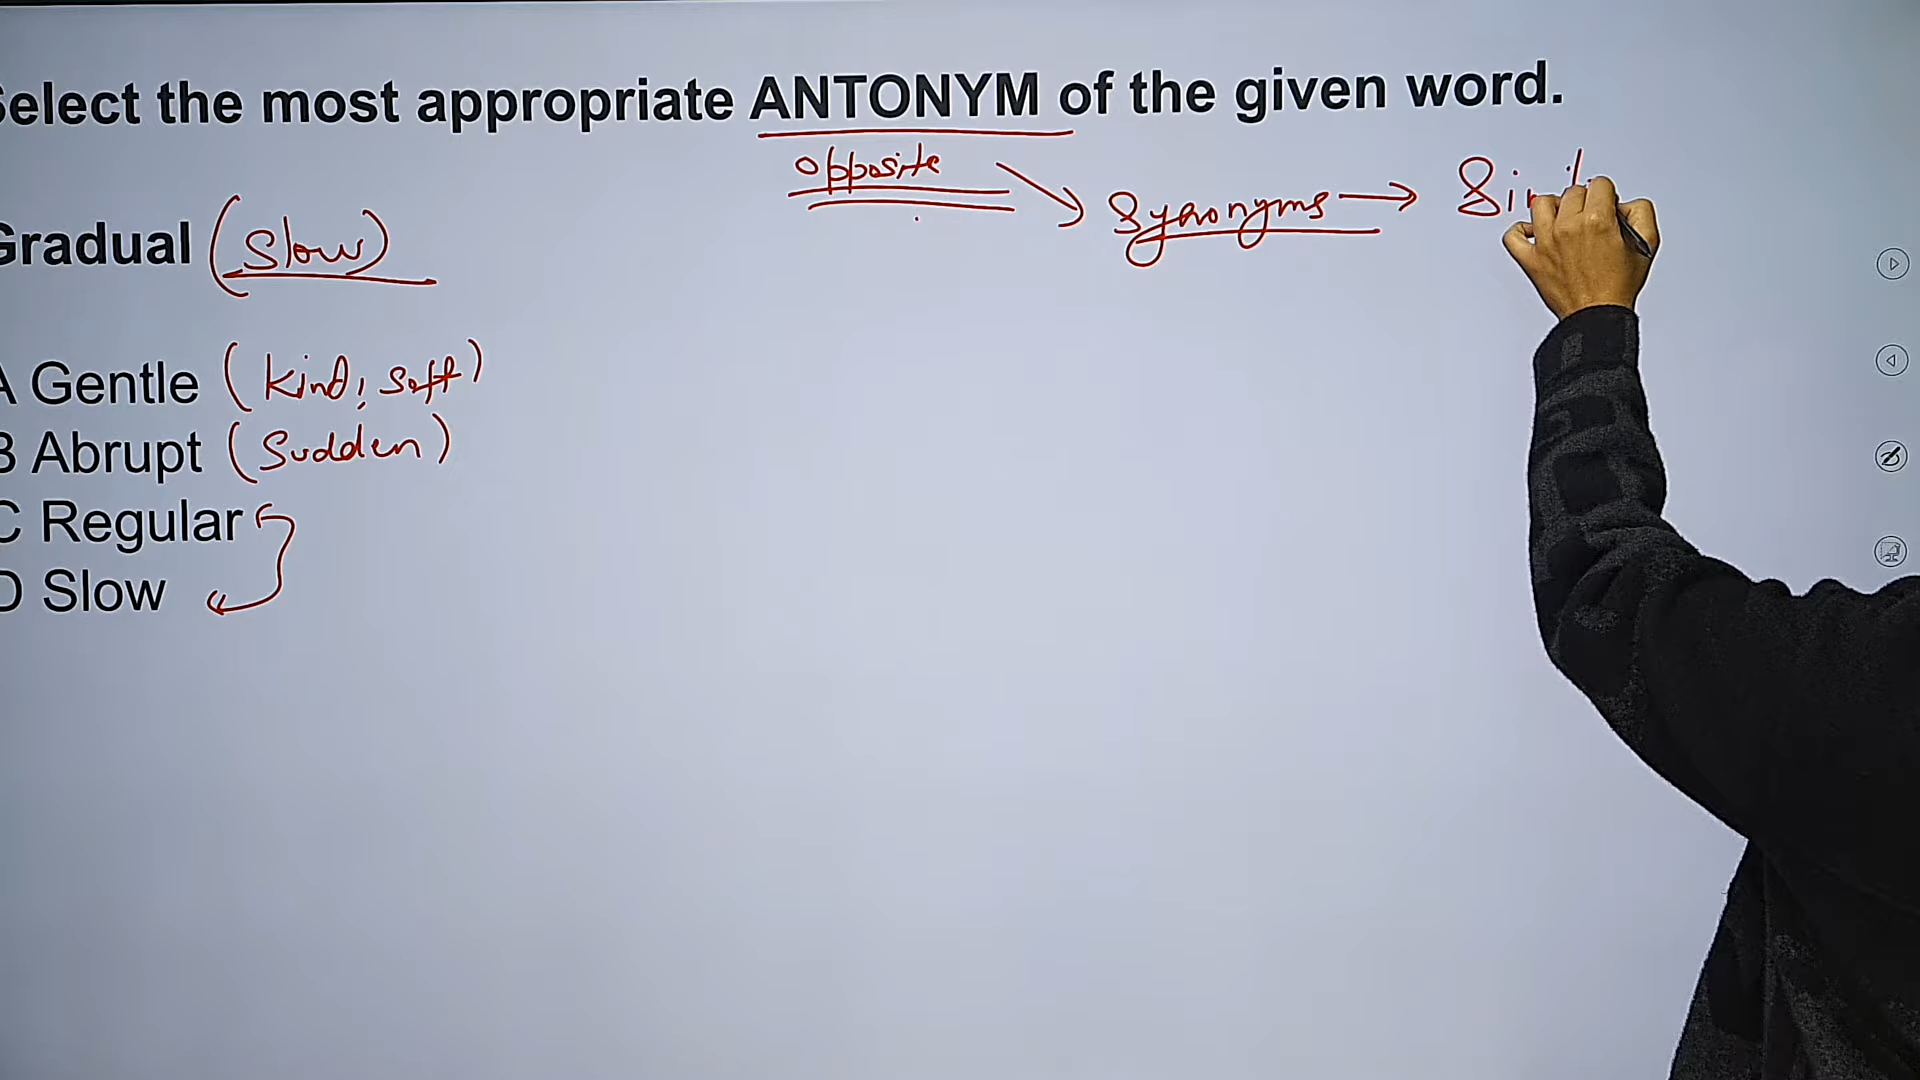 Select the most appropriate ANTONYM of the given word.
opposite
Synonyms →
Gradual (slow)
A Gentle (kind, soft)
B Abrupt (Sudden)
C Regular
D Slow